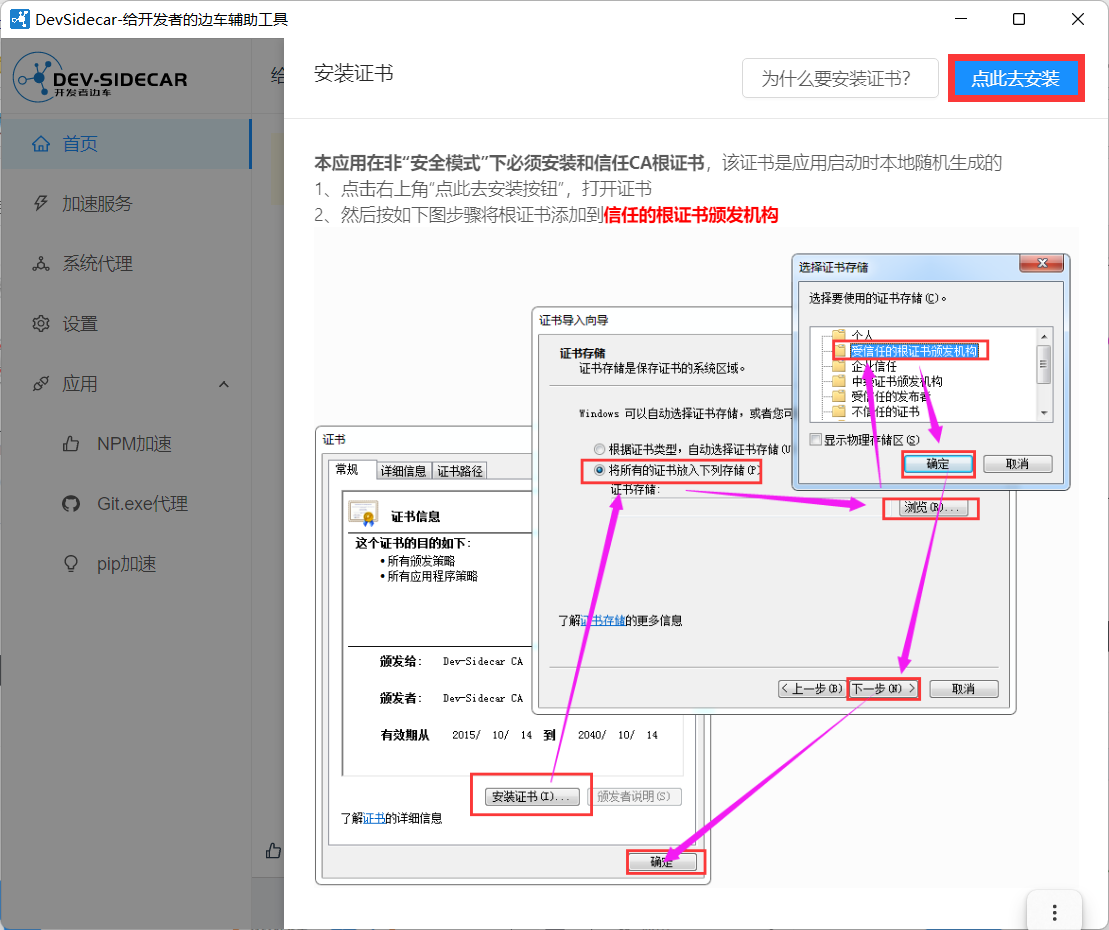 DevSidecar-给开发者的边车辅助工具
DEV-SIDECAR
开发者边车
给
首页
加速服务
系统代理
设置
应用
NPM加速
Git.exe代理
pip加速
安装证书
为什么要安装证书？
点此去安装
本应用在非“安全模式”下必须安装和信任CA根证书，该证书是应用启动时本地随机生成的
1、点击右上角“点此去安装按钮”，打开证书
2、然后按如下图步骤将根证书添加到信任的根证书颁发机构
选择证书存储
选择要使用的证书存储(C)。
个人
受信任的根证书颁发机构
企业信任
中级证书颁发机构
受信任的发布者
不信任的证书
显示物理存储区(S)
确定
取消
证书导入向导
证书存储
证书存储是保存证书的系统区域。
Windows 可以自动选择证书存储，或者您可
根据证书类型，自动选择证书存储(U
将所有的证书放入下列存储(P)
证书存储：
浏览(R)...
了解证书存储的更多信息
< 上一步(B)
下一步(N) >
取消
证书
常规
详细信息
证书路径
证书信息
这个证书的目的如下：
•所有颁发策略
•所有应用程序策略
颁发给： Dev-Sidecar CA
颁发者： Dev-Sidecar CA
有效期从 2015/ 10/ 14 到 2040/ 10/ 14
安装证书(I)...
颁发者说明(S)
了解证书的详细信息
确定